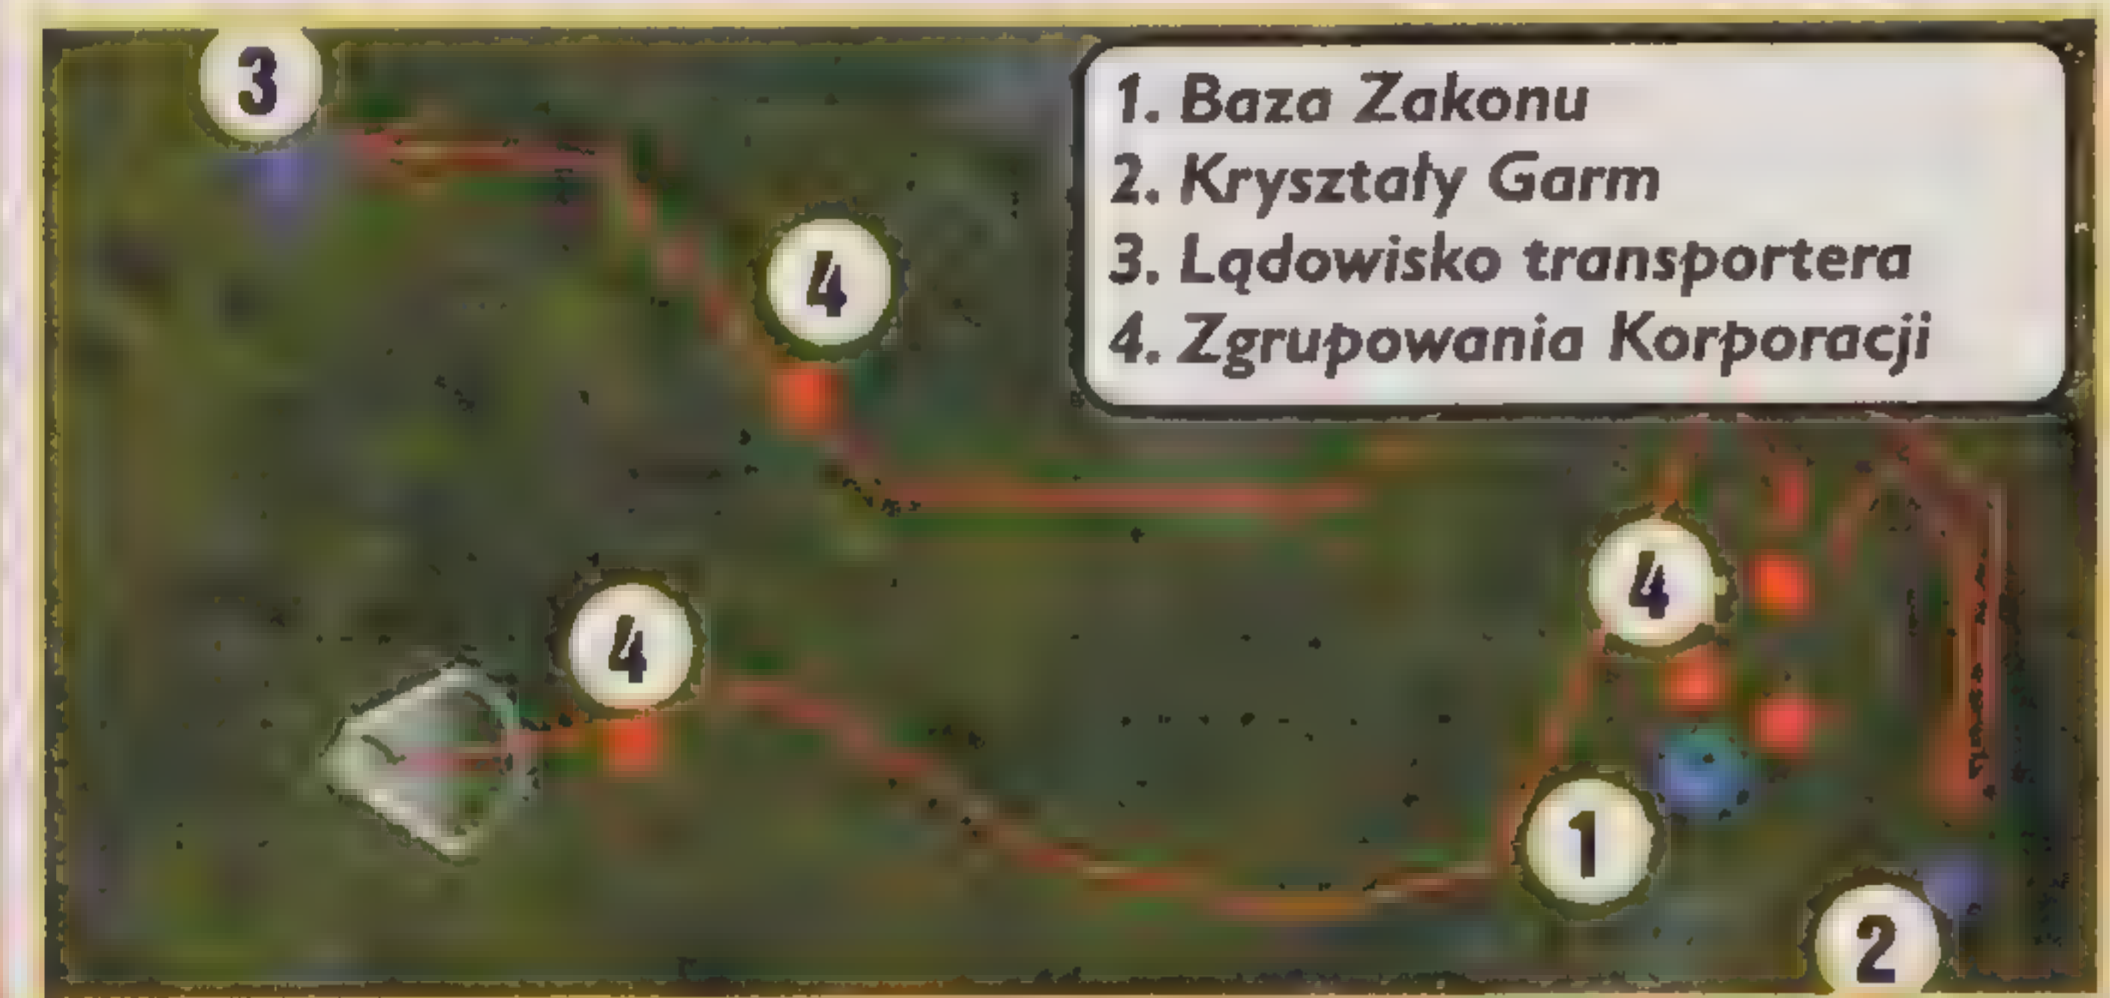 3
1. Baza Zakonu
2. Kryształy Garm
3. Lądowisko transportera
4. Zgrupowania Korporacji
4
4
4
1
2